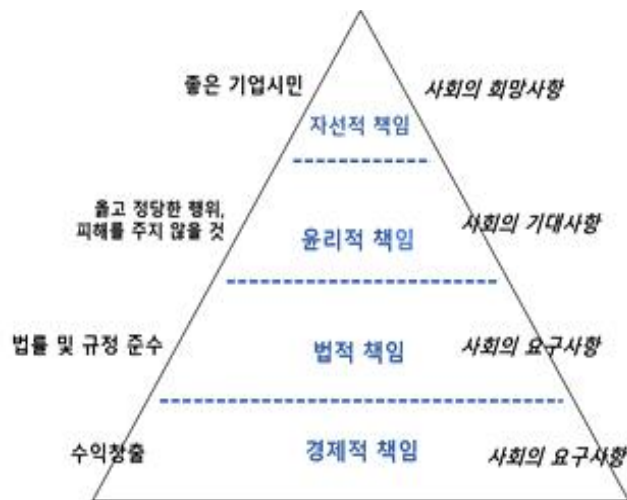 좋은 기업시민
사회의 희망사항
자선적 책임
옳고 정당한 행위,
피해를 주지 않을 것
윤리적 책임
사회의 기대사항
법률 및 규정 준수
법적 책임
사회의 요구사항
수익창출
경제적 책임
사회의 요구사항